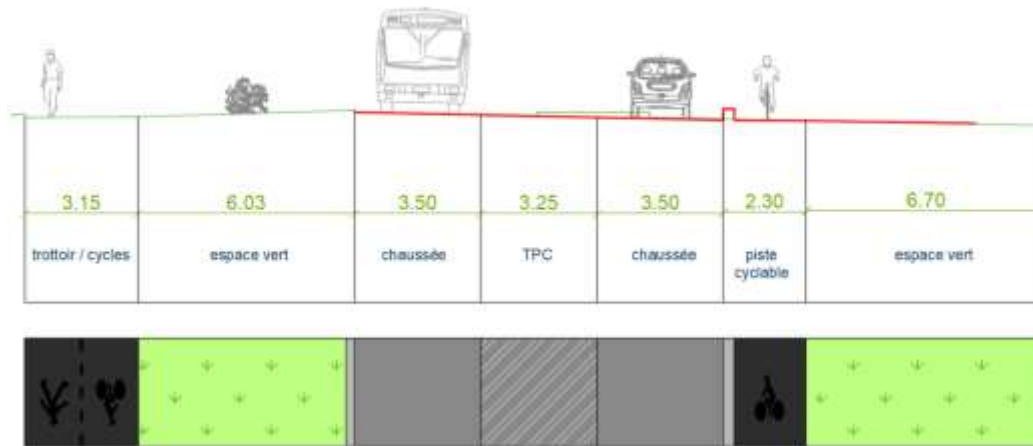 3.15 6.03 3.50 3.25 3.50 2.30 6.70
trottoir / cycles espace vert chaussée TPC chaussée piste espace vert
cyclable